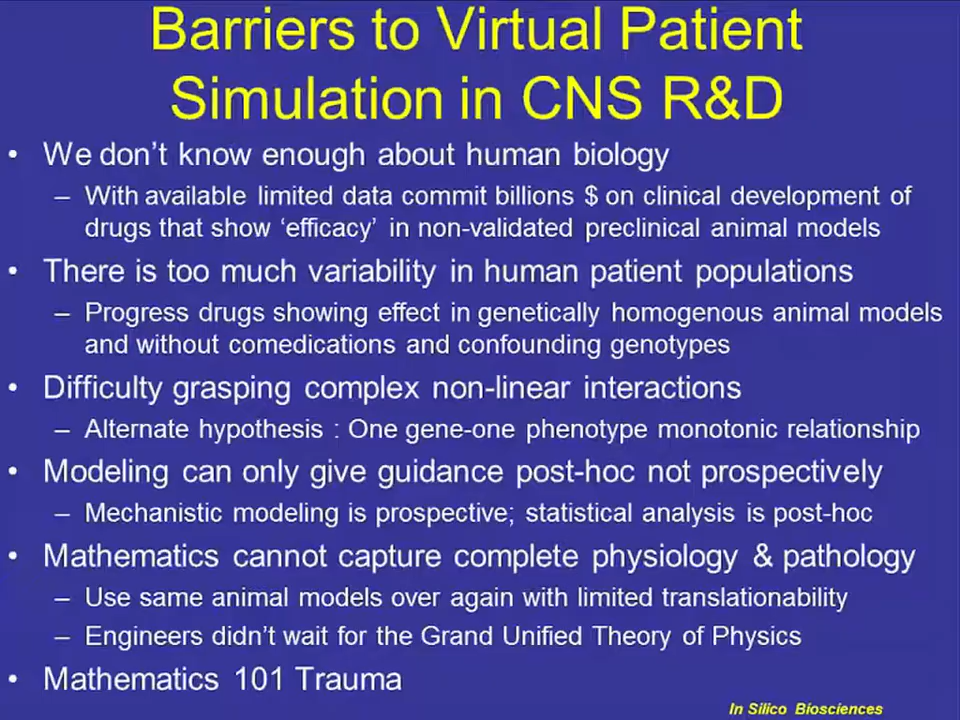 Barriers to Virtual Patient
Simulation in CNS R&D
• We don't know enough about human biology
– With available limited data commit billions $ on clinical development of
drugs that show 'efficacy' in non-validated preclinical animal models
• There is too much variability in human patient populations
– Progress drugs showing effect in genetically homogenous animal models
and without comedications and confounding genotypes
• Difficulty grasping complex non-linear interactions
– Alternate hypothesis : One gene-one phenotype monotonic relationship
• Modeling can only give guidance post-hoc not prospectively
– Mechanistic modeling is prospective; statistical analysis is post-hoc
• Mathematics cannot capture complete physiology & pathology
– Use same animal models over again with limited translationability
– Engineers didn't wait for the Grand Unified Theory of Physics
• Mathematics 101 Trauma
In Silico Biosciences